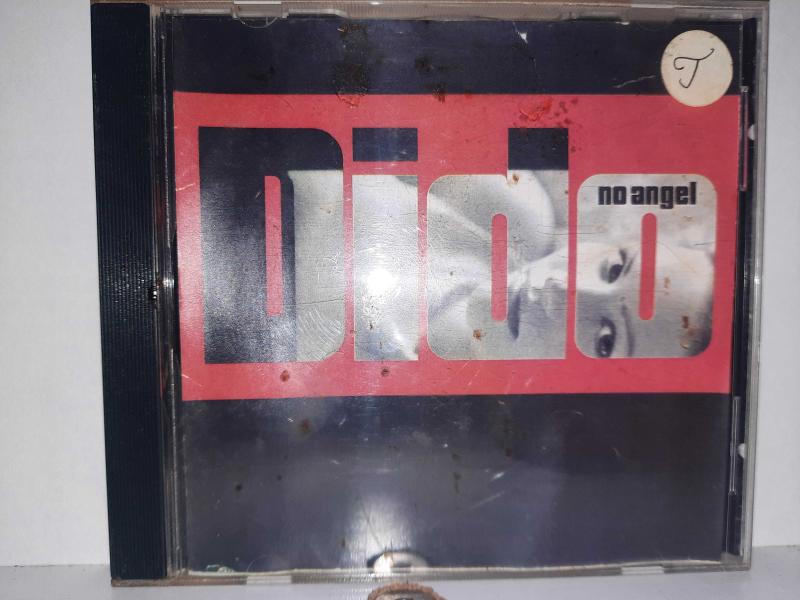 T
Dido
no angel